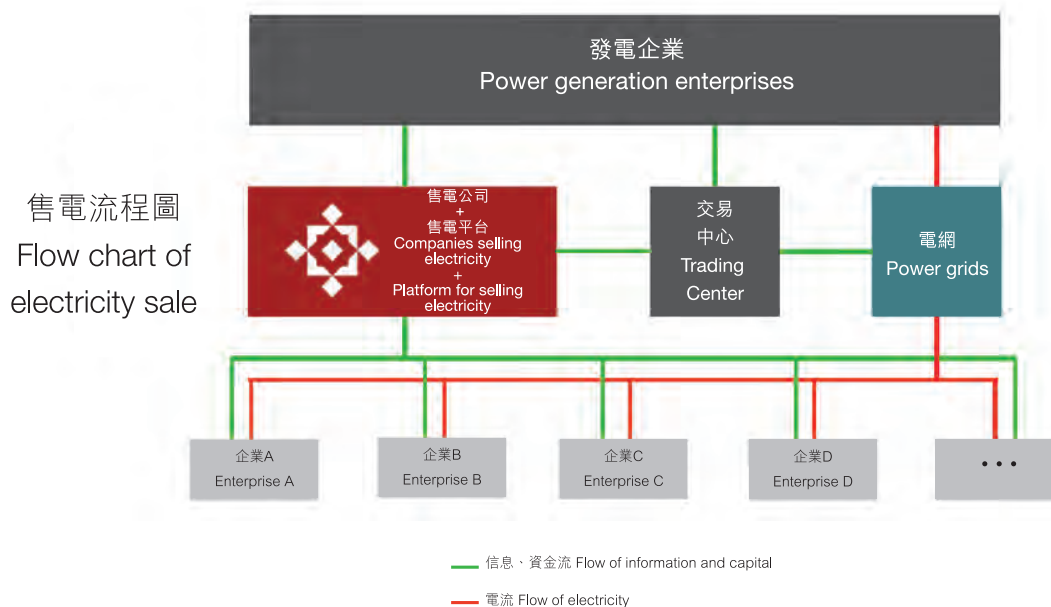 發電企業
Power generation enterprises
售電流程圖
Flow chart of
electricity sale
售電公司
+
售電平台
Companies selling
electricity
+
Platform for selling
electricity
交易
中心
Trading
Center
電網
Power grids
企業A
Enterprise A
企業B
Enterprise B
企業C
Enterprise C
企業D
Enterprise D
• • •
信息、資金流 Flow of information and capital
電流 Flow of electricity